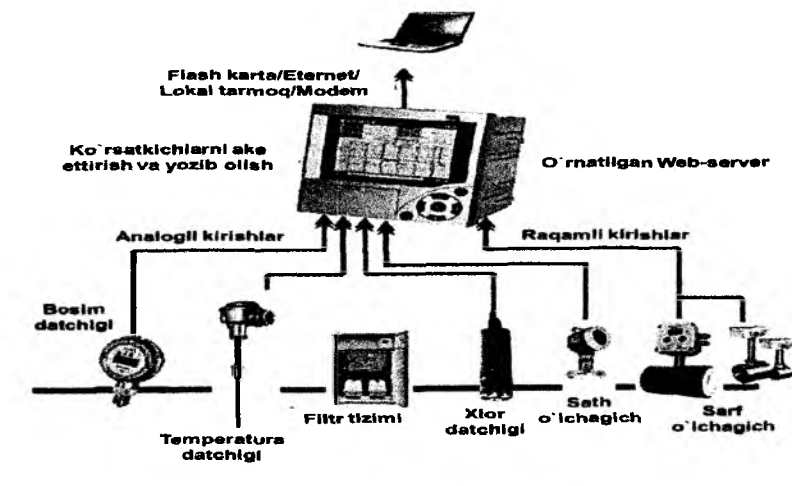 Flash karta/Eternet/
Lokal tarmoq/Modem
Ko`rsatkichlarni ake
ettirish va yozib olish
O`rnatilgan Web-server
Analogli kirishlar
Raqamli kirishlar
Bosim
datchigi
Temperatura
datchigi
Filtr tizimi
Xlor
datchigi
Sath
o`lchagich
Sarf
o`lchagich